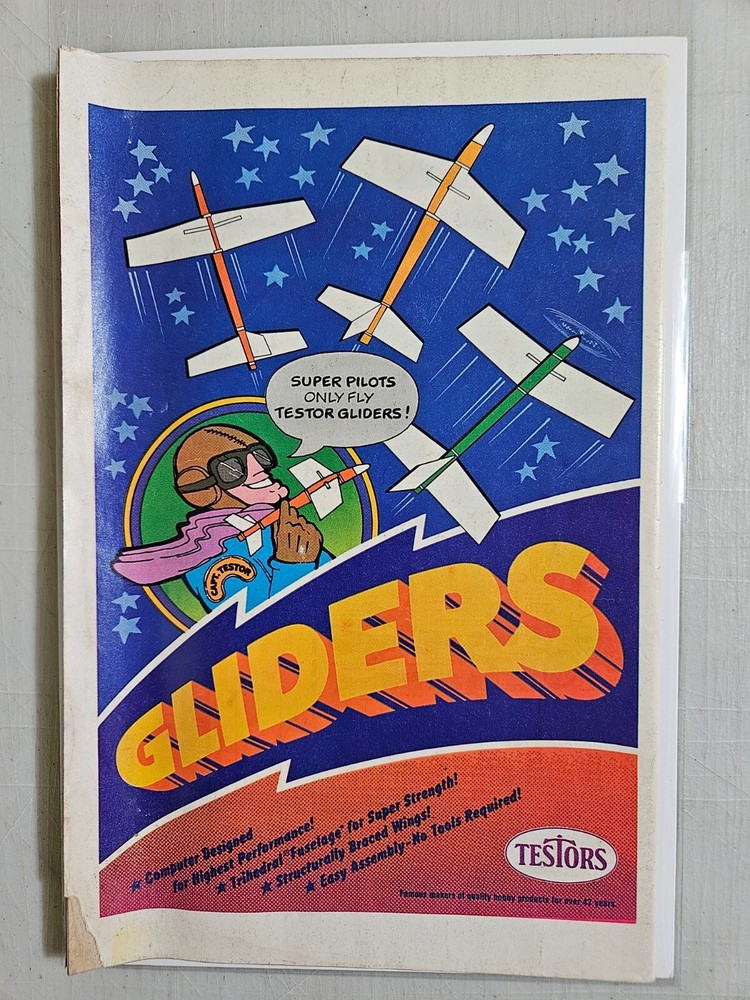 SUPER PILOTS
ONLY FLY
TESTOR GLIDERS!
CAPT. TESTOR
GLIDERS
★ Computer Designed
for Highest Performance!
★ Trihedral "Fuselage" for Super Strength!
★ Structurally Braced Wings!
★ Easy Assembly-No Tools Required!
TESTORS
Famous makers of quality hobby products for over 47 years.